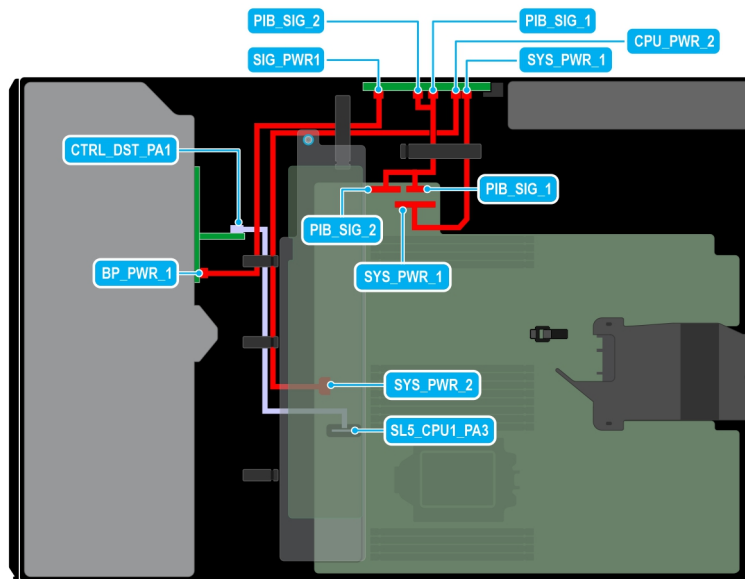 PIB_SIG_2
PIB_SIG_1
CPU_PWR_2
SIG_PWR1
SYS_PWR_1
CTRL_DST_PA1
PIB_SIG_1
PIB_SIG_2
BP_PWR_1
SYS_PWR_1
SYS_PWR_2
SL5_CPU1_PA3